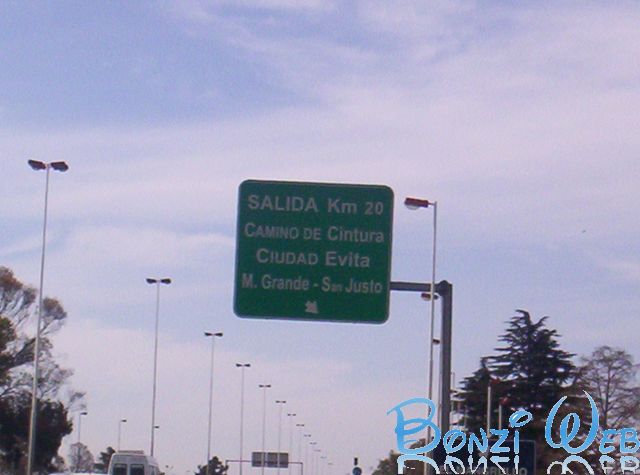 SALIDA Km 20
CAMINO DE Cintura
CIUDAD Evita
M. Grande - San Justo
Bonzi Web